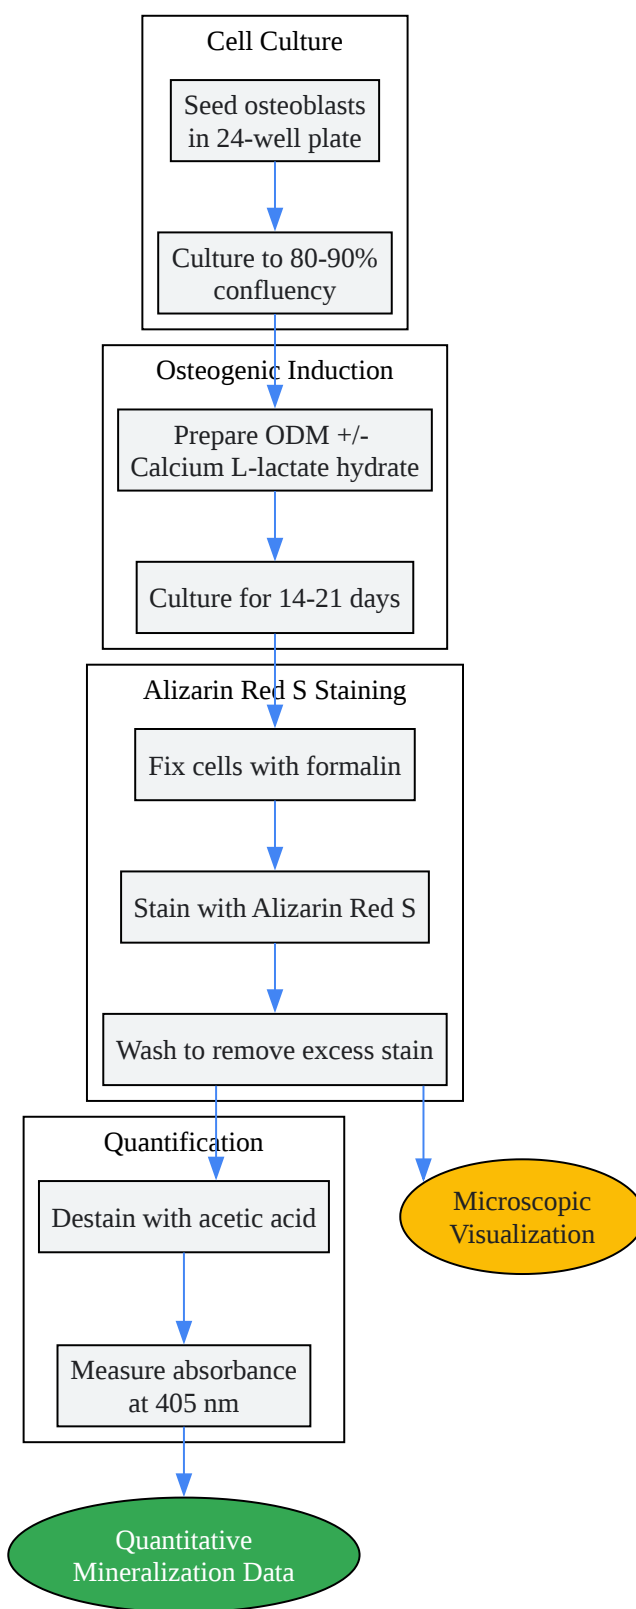 Cell Culture
Seed osteoblasts
in 24-well plate
Culture to 80-90%
confluency
Osteogenic Induction
Prepare ODM +/-
Calcium L-lactate hydrate
Culture for 14-21 days
Alizarin Red S Staining
Fix cells with formalin
Stain with Alizarin Red S
Wash to remove excess stain
Quantification
Destain with acetic acid
Microscopic
Visualization
Measure absorbance
at 405 nm
Quantitative
Mineralization Data